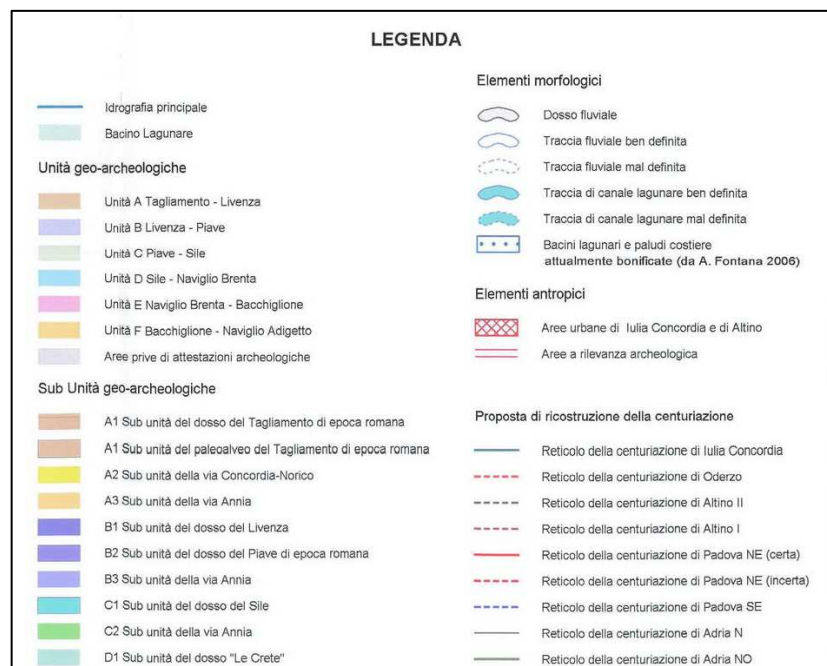 LEGENDA
Idrografia principale
Bacino Lagunare
Unità geo-archeologiche
Unità A Tagliamento - Livenza
Unità B Livenza - Piave
Unità C Piave - Sile
Unità D Sile - Naviglio Brenta
Unità E Naviglio Brenta - Bacchiglione
Unità F Bacchiglione - Naviglio Adigetto
Aree prive di attestazioni archeologiche
Sub Unità geo-archeologiche
A1 Sub unità del dosso del Tagliamento di epoca romana
A1 Sub unità del paleoalveo del Tagliamento di epoca romana
A2 Sub unità della via Concordia-Norico
A3 Sub unità della via Annia
B1 Sub unità del dosso del Livenza
B2 Sub unità del dosso del Piave di epoca romana
B3 Sub unità della via Annia
C1 Sub unità del dosso del Sile
C2 Sub unità della via Annia
D1 Sub unità del dosso "Le Crete"
Elementi morfologici
Dosso fluviale
Traccia fluviale ben definita
Traccia fluviale mal definita
Traccia di canale lagunare ben definita
Traccia di canale lagunare mal definita
Bacini lagunari e paludi costiere
attualmente bonificate (da A. Fontana 2006)
Elementi antropici
Aree urbane di Iulia Concordia e di Altino
Aree a rilevanza archeologica
Proposta di ricostruzione della centuriazione
Reticolo della centuriazione di Iulia Concordia
Reticolo della centuriazione di Oderzo
Reticolo della centuriazione di Altino II
Reticolo della centuriazione di Altino I
Reticolo della centuriazione di Padova NE (certa)
Reticolo della centuriazione di Padova NE (incerta)
Reticolo della centuriazione di Padova SE
Reticolo della centuriazione di Adria N
Reticolo della centuriazione di Adria NO